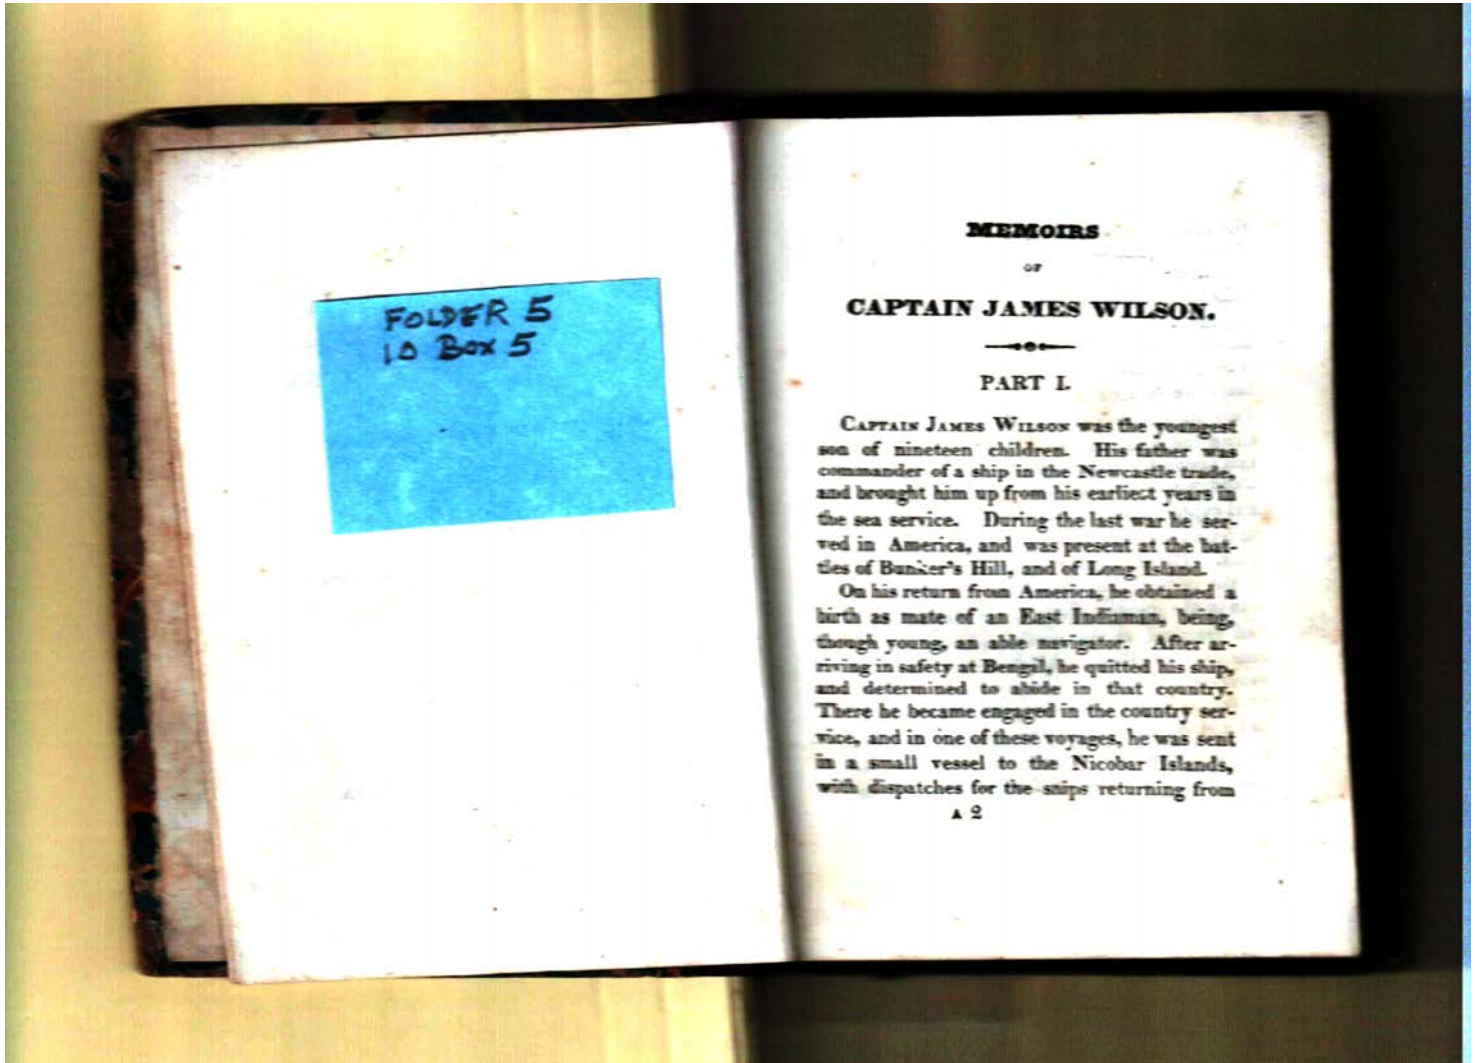 FOLDER 5
10 Box 5
MEMOIRS
OF
CAPTAIN JAMES WILSON.
PART I.
CAPTAIN JAMES WILSON was the youngest
son of nineteen children. His father was
commander of a ship in the Newcastle trade,
and brought him up from his earliest years in
the sea service. During the last war he ser-
ved in America, and was present at the bat-
tles of Bunker's Hill, and of Long Island.
On his return from America, he obtained a
birth as mate of an East Indiaman, being,
though young, an able navigator. After ar-
riving in safety at Bengal, he quitted his ship,
and determined to abide in that country.
There he became engaged in the country ser-
vice, and in one of these voyages, he was sent
in a small vessel to the Nicobar Islands,
with dispatches for the ships returning from
A 2